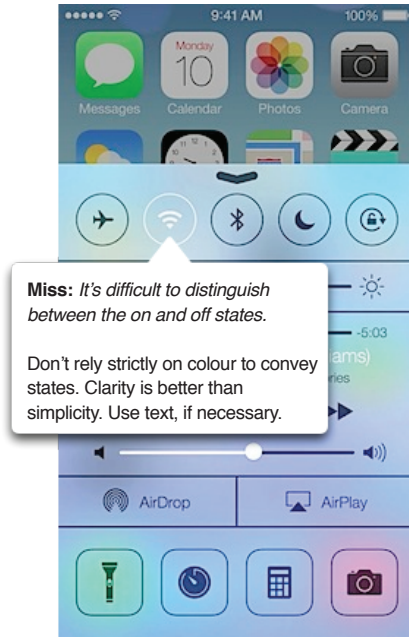 9:41 AM 100%
Monday
10
Messages Calendar Photos Camera
Miss: It's difficult to distinguish
between the on and off states.
-5:03
Don't rely strictly on colour to convey
states. Clarity is better than
simplicity. Use text, if necessary.
AirDrop AirPlay